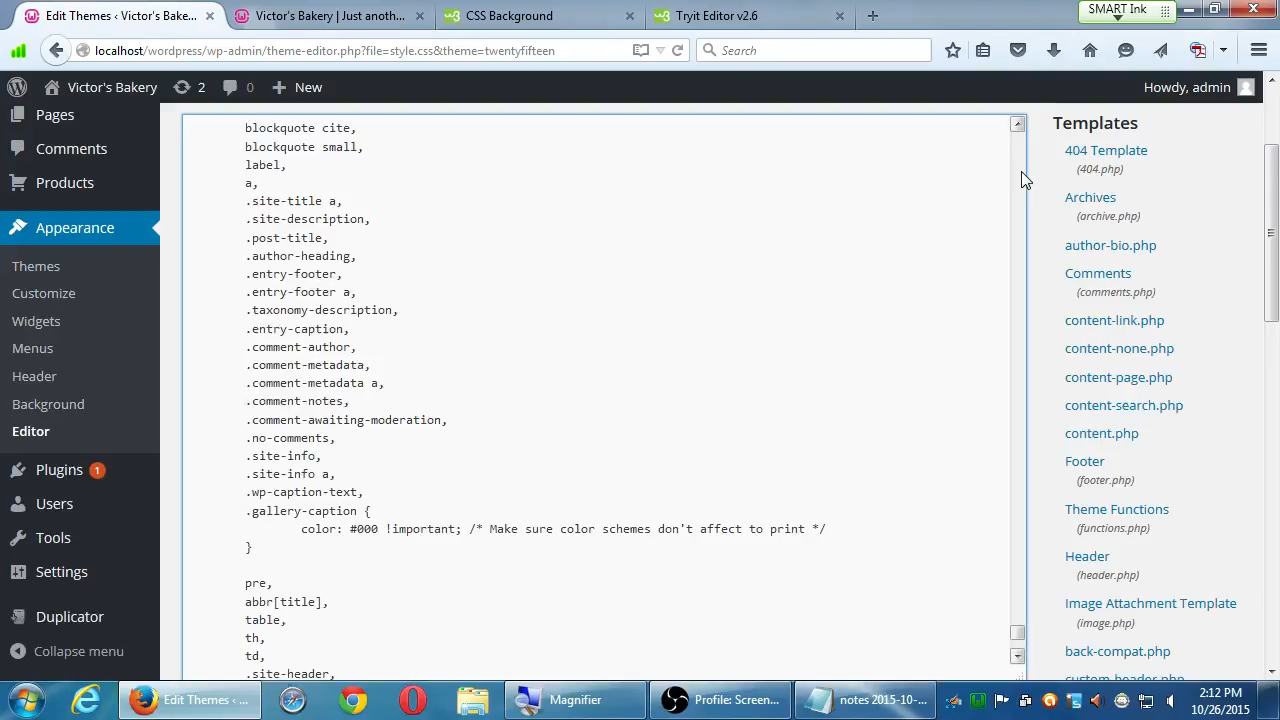 Edit Themes ‹ Victor's Bake... ×
Victor's Bakery | Just anoth... ×
CSS Background ×
Tryit Editor v2.6 ×
SMART Ink
localhost/wordpress/wp-admin/theme-editor.php?file=style.css&theme=twentyfifteen
Search
Victor's Bakery 2 0 + New
Howdy, admin
Pages
Comments
Products
Appearance
Themes
Customize
Widgets
Menus
Header
Background
Editor
Plugins 1
Users
Tools
Settings
Duplicator
Collapse menu
blockquote cite,
blockquote small,
label,
a,
.site-title a,
.site-description,
.post-title,
.author-heading,
.entry-footer,
.entry-footer a,
.taxonomy-description,
.entry-caption,
.comment-author,
.comment-metadata,
.comment-metadata a,
.comment-notes,
.comment-awaiting-moderation,
.no-comments,
.site-info,
.site-info a,
.wp-caption-text,
.gallery-caption {
color: #000 !important; /* Make sure color schemes don't affect to print */
}
pre,
abbr[title],
table,
th,
td,
.site-header,
Templates
404 Template
(404.php)
Archives
(archive.php)
author-bio.php
Comments
(comments.php)
content-link.php
content-none.php
content-page.php
content-search.php
content.php
Footer
(footer.php)
Theme Functions
(functions.php)
Header
(header.php)
Image Attachment Template
(image.php)
back-compat.php
custom-header.php
Edit Themes ‹ ...
Magnifier
Profile: Screen...
notes 2015-10-...
2:12 PM
10/26/2015